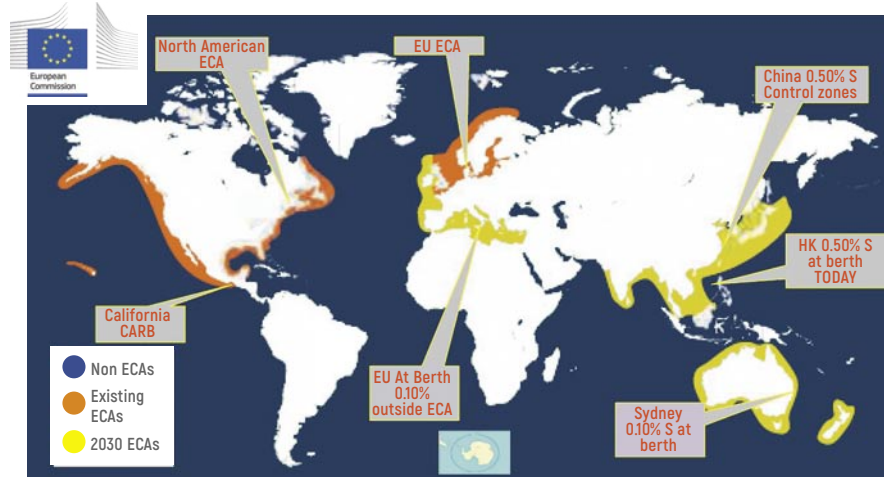 European
Commission
North American
ECA
EU ECA
China 0.50% S
Control zones
HK 0.50% S
at berth
TODAY
California
CARB
EU At Berth
0.10%
outside ECA
Sydney
0.10% S at
berth
Non ECAs
Existing
ECAs
2030 ECAs